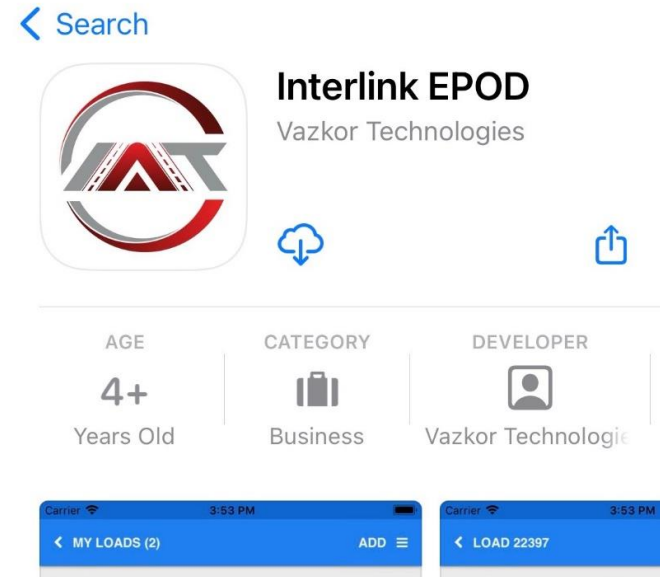 Search
Interlink EPOD
Vazkor Technologies
AGE
CATEGORY
DEVELOPER
4+
Years Old
Business
Vazkor Technologie
Carrier 3:53 PM
MY LOADS (2) ADD
Carrier 3:53 PM
LOAD 22397